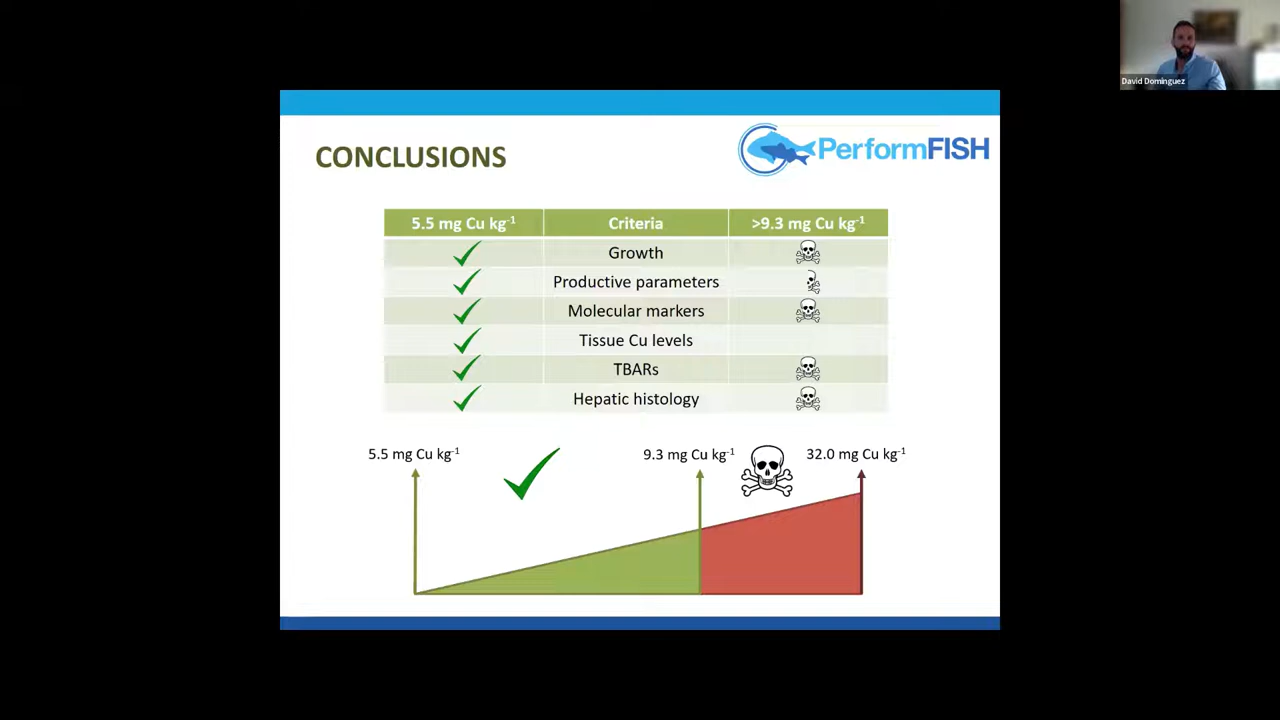 David Dominguez
CONCLUSIONS
PerformFISH
5.5 mg Cu kg⁻¹ Criteria >9.3 mg Cu kg⁻¹
Growth
Productive parameters
Molecular markers
Tissue Cu levels
TBARs
Hepatic histology
5.5 mg Cu kg⁻¹ 9.3 mg Cu kg⁻¹ 32.0 mg Cu kg⁻¹